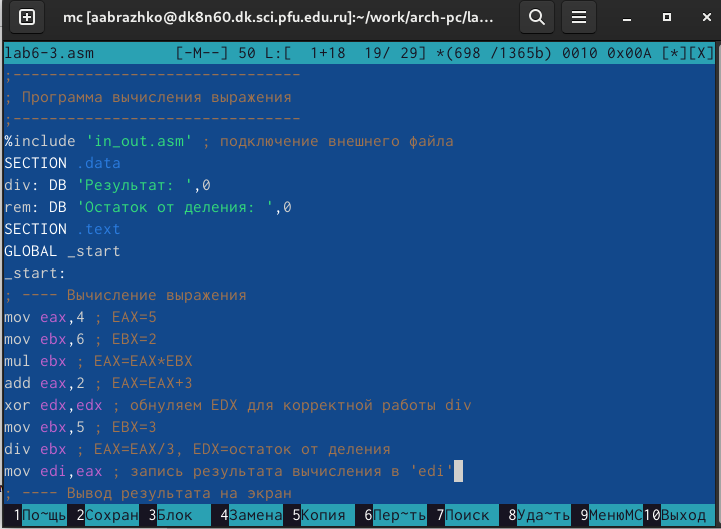 mc [aabrazhko@dk8n60.dk.sci.pfu.edu.ru]:~/work/arch-pc/la…
lab6-3.asm [-M--] 50 L:[ 1+18 19/ 29] *(698 /1365b) 0010 0x00A [*][X]
;--------------------------------
; Программа вычисления выражения
;--------------------------------
%include 'in_out.asm' ; подключение внешнего файла
SECTION .data
div: DB 'Результат: ',0
rem: DB 'Остаток от деления: ',0
SECTION .text
GLOBAL _start
_start:
; ---- Вычисление выражения
mov eax,4 ; EAX=5
mov ebx,6 ; EBX=2
mul ebx ; EAX=EAX*EBX
add eax,2 ; EAX=EAX+3
xor edx,edx ; обнуляем EDX для корректной работы div
mov ebx,5 ; EBX=3
div ebx ; EAX=EAX/3, EDX=остаток от деления
mov edi,eax ; запись результата вычисления в 'edi'
; ---- Вывод результата на экран
1По~щь 2Сохран 3Блок 4Замена 5Копия 6Пер~ть 7Поиск 8Уда~ть 9МенюМС 10Выход